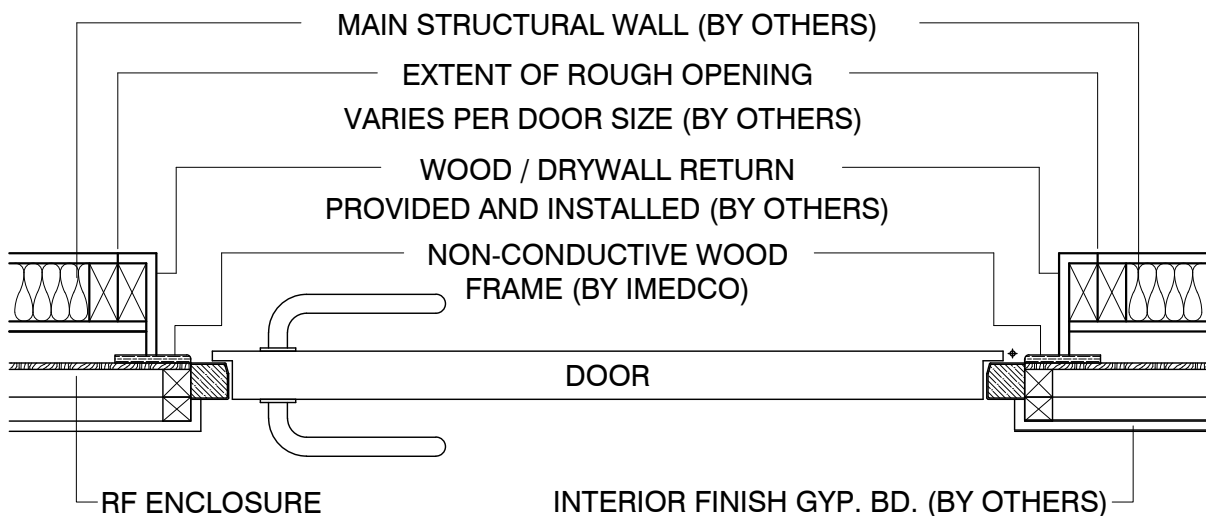 MAIN STRUCTURAL WALL (BY OTHERS)
EXTENT OF ROUGH OPENING
VARIES PER DOOR SIZE (BY OTHERS)
WOOD / DRYWALL RETURN
PROVIDED AND INSTALLED (BY OTHERS)
NON-CONDUCTIVE WOOD
FRAME (BY IMEDCO)
DOOR
RF ENCLOSURE
INTERIOR FINISH GYP. BD. (BY OTHERS)